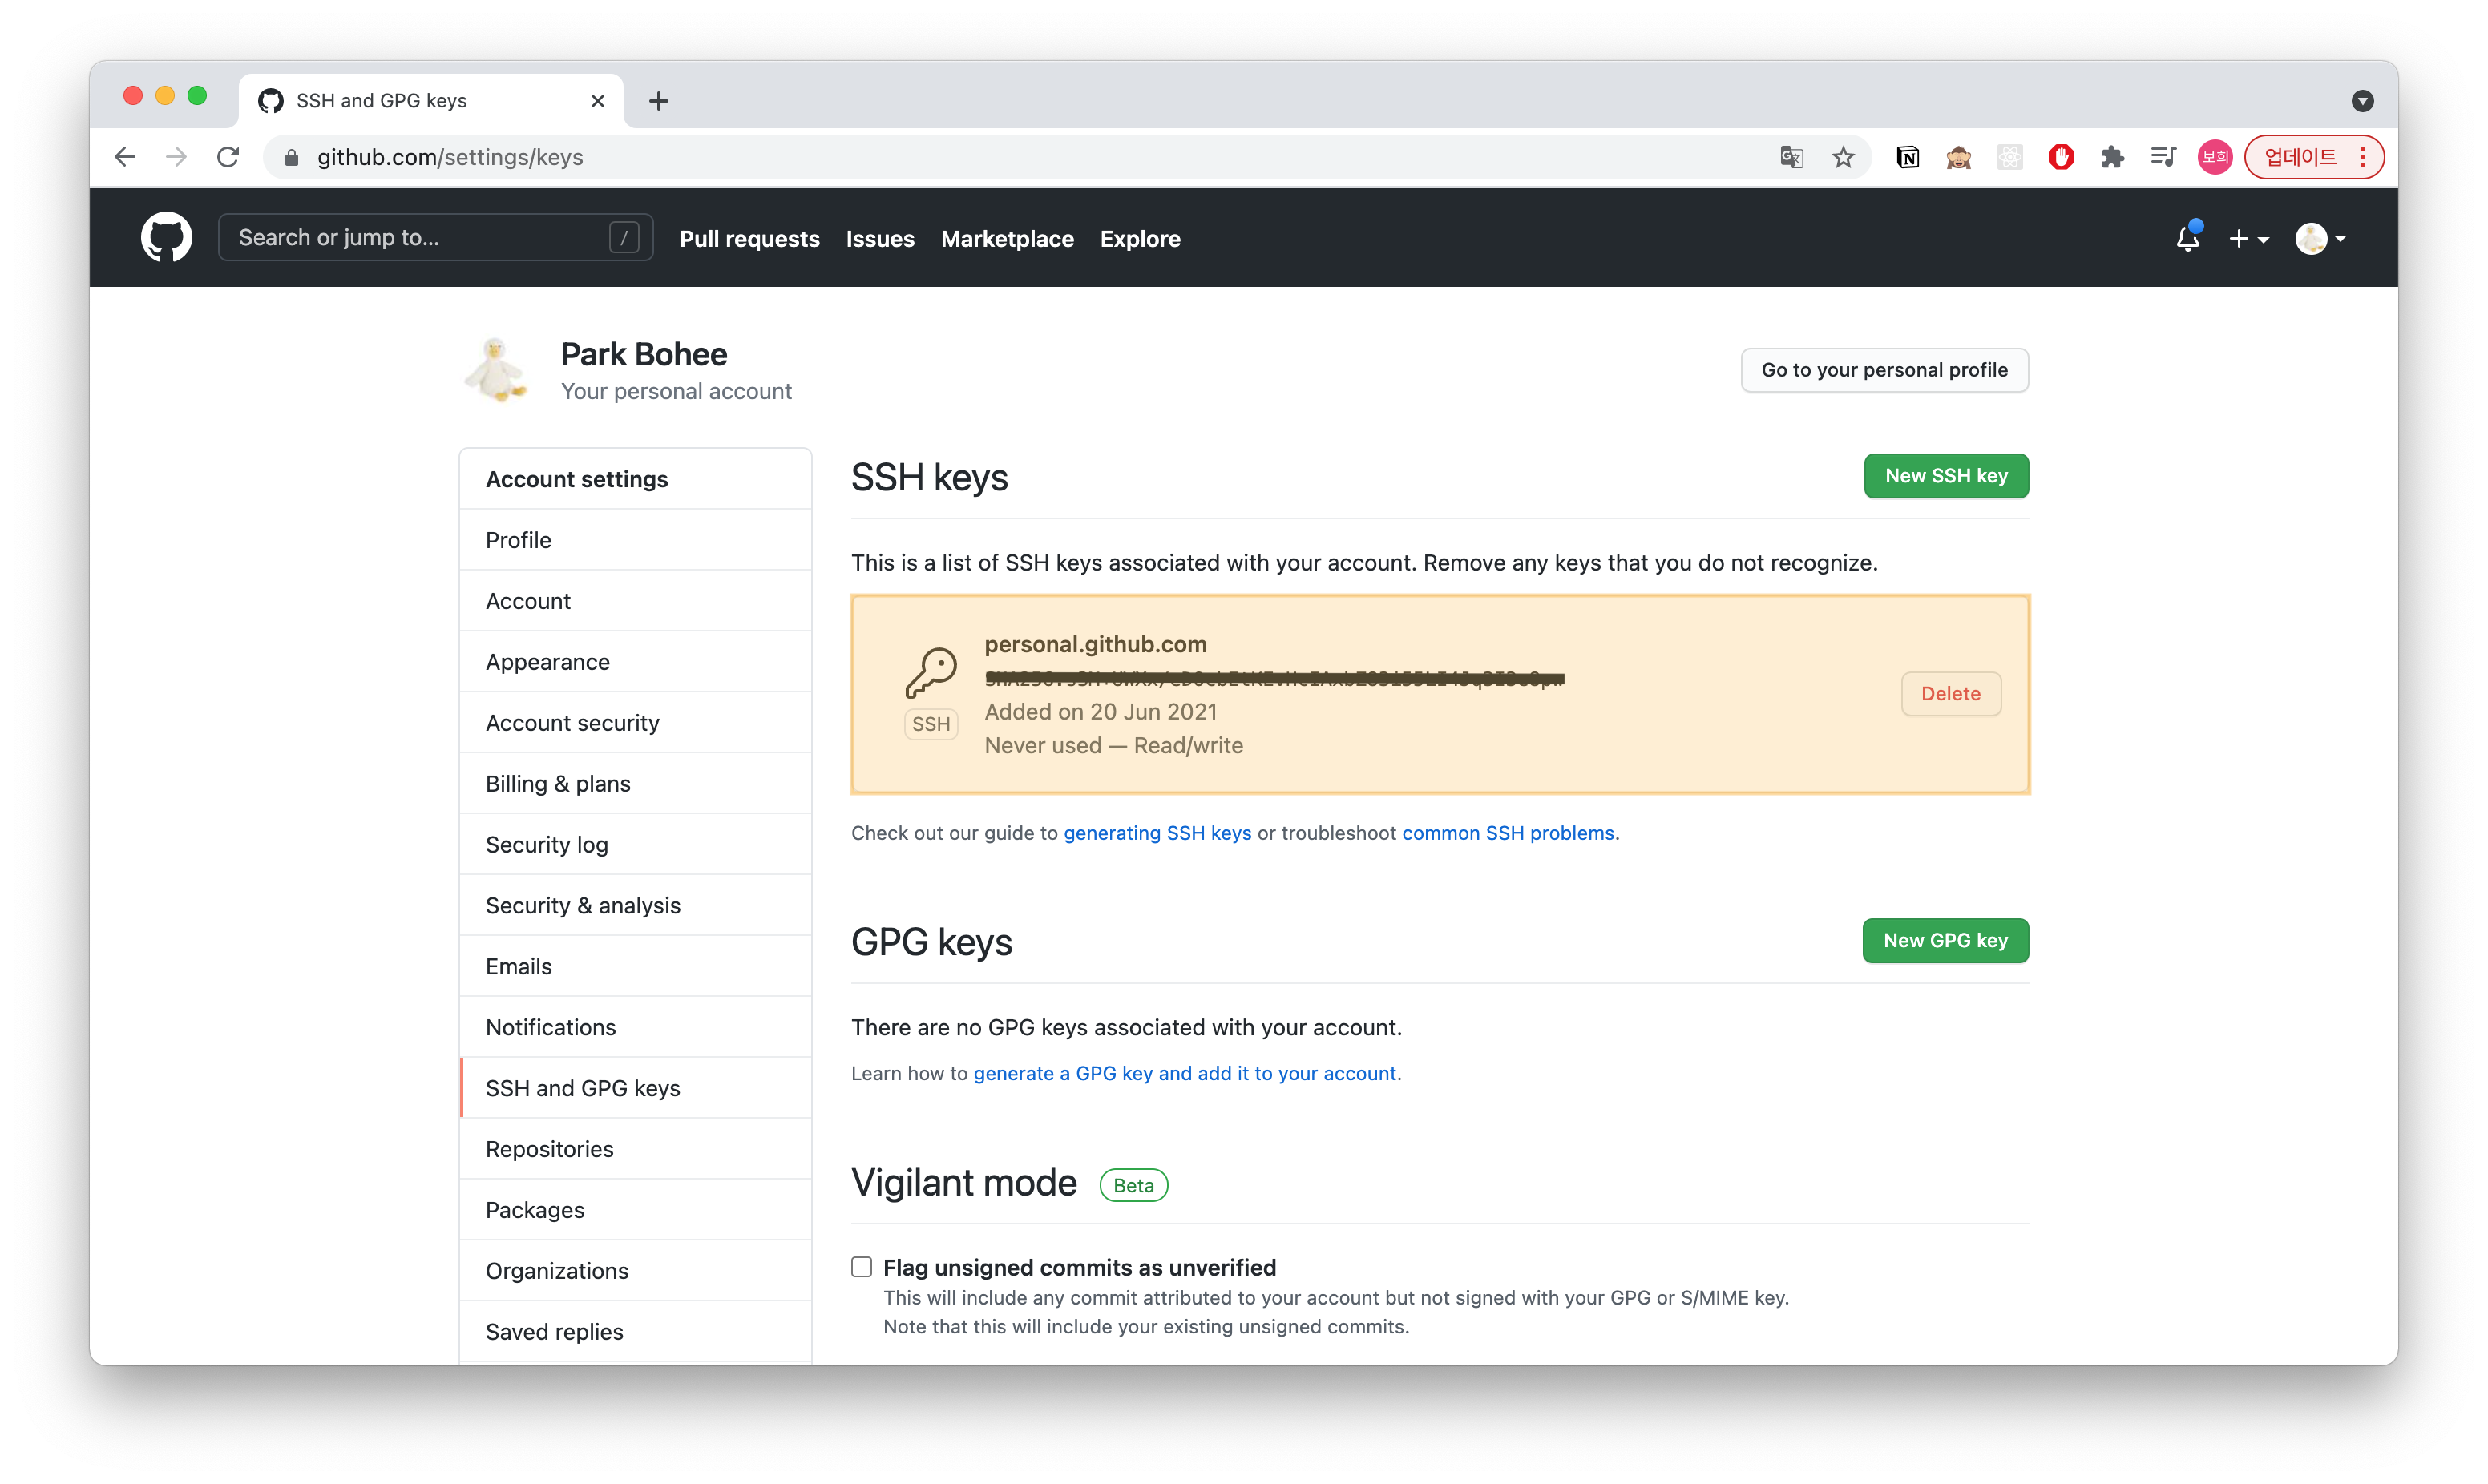 SSH and GPG keys
github.com/settings/keys
보희
업데이트
Search or jump to...
/
Pull requests
Issues
Marketplace
Explore
Park Bohee
Your personal account
Go to your personal profile
Account settings
Profile
Account
Appearance
Account security
Billing & plans
Security log
Security & analysis
Emails
Notifications
SSH and GPG keys
Repositories
Packages
Organizations
Saved replies
SSH keys
New SSH key
This is a list of SSH keys associated with your account. Remove any keys that you do not recognize.
personal.github.com
SSH
Added on 20 Jun 2021
Never used — Read/write
Delete
Check out our guide to generating SSH keys or troubleshoot common SSH problems.
GPG keys
New GPG key
There are no GPG keys associated with your account.
Learn how to generate a GPG key and add it to your account.
Vigilant mode
Beta
Flag unsigned commits as unverified
This will include any commit attributed to your account but not signed with your GPG or S/MIME key.
Note that this will include your existing unsigned commits.